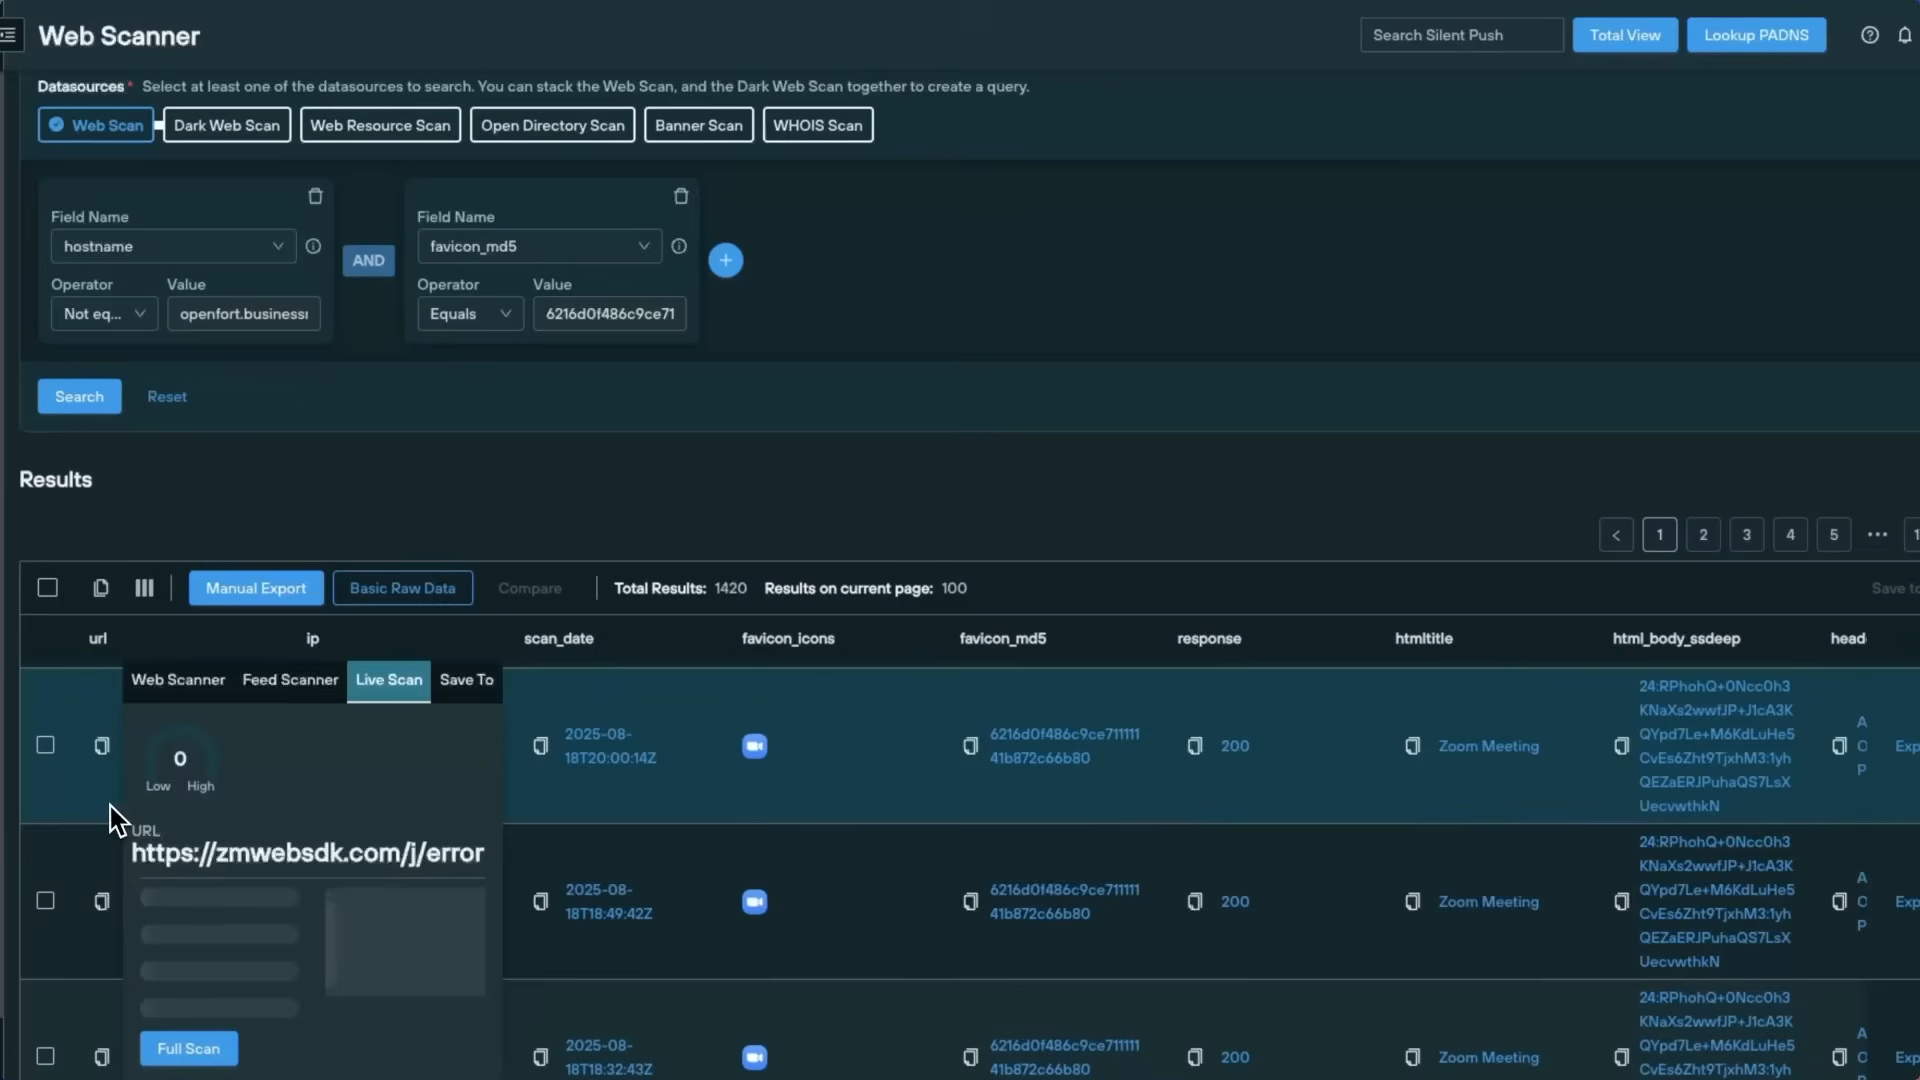 Web Scanner
Search Silent Push
Total View
Lookup PADNS
Datasources * Select at least one of the datasources to search. You can stack the Web Scan, and the Dark Web Scan together to create a query.
Web Scan
Dark Web Scan
Web Resource Scan
Open Directory Scan
Banner Scan
WHOIS Scan
Field Name
hostname
Operator Value
Not eq...
openfort.business
AND
Field Name
favicon_md5
Operator Value
Equals
6216d0f486c9ce71
Search
Reset
Results
1 2 3 4 5 ••• 1
Manual Export
Basic Raw Data
Compare
Total Results: 1420 Results on current page: 100
Save to
url ip scan_date favicon_icons favicon_md5 response htmltitle html_body_ssdeep head
Web Scanner Feed Scanner Live Scan Save To
0
Low High
URL
https://zmwebsdk.com/j/error
Full Scan
2025-08-
18T20:00:14Z
6216d0f486c9ce711111
41b872c66b80
200
Zoom Meeting
24:RPhohQ+0Ncc0h3
KNaXs2wwfJP+J1cA3K
QYpd7Le+M6KdLuHe5
CvEs6Zht9TjxhM3:1yh
QEZaERJPuhaQS7LsX
UecvwthkN
A
O
P
Exp
2025-08-
18T18:49:42Z
6216d0f486c9ce711111
41b872c66b80
200
Zoom Meeting
24:RPhohQ+0Ncc0h3
KNaXs2wwfJP+J1cA3K
QYpd7Le+M6KdLuHe5
CvEs6Zht9TjxhM3:1yh
QEZaERJPuhaQS7LsX
UecvwthkN
A
O
P
Exp
2025-08-
18T18:32:43Z
6216d0f486c9ce711111
41b872c66b80
200
Zoom Meeting
24:RPhohQ+0Ncc0h3
KNaXs2wwfJP+J1cA3K
QYpd7Le+M6KdLuHe5
CvEs6Zht9TjxhM3:1yh
A
O
P
Exp